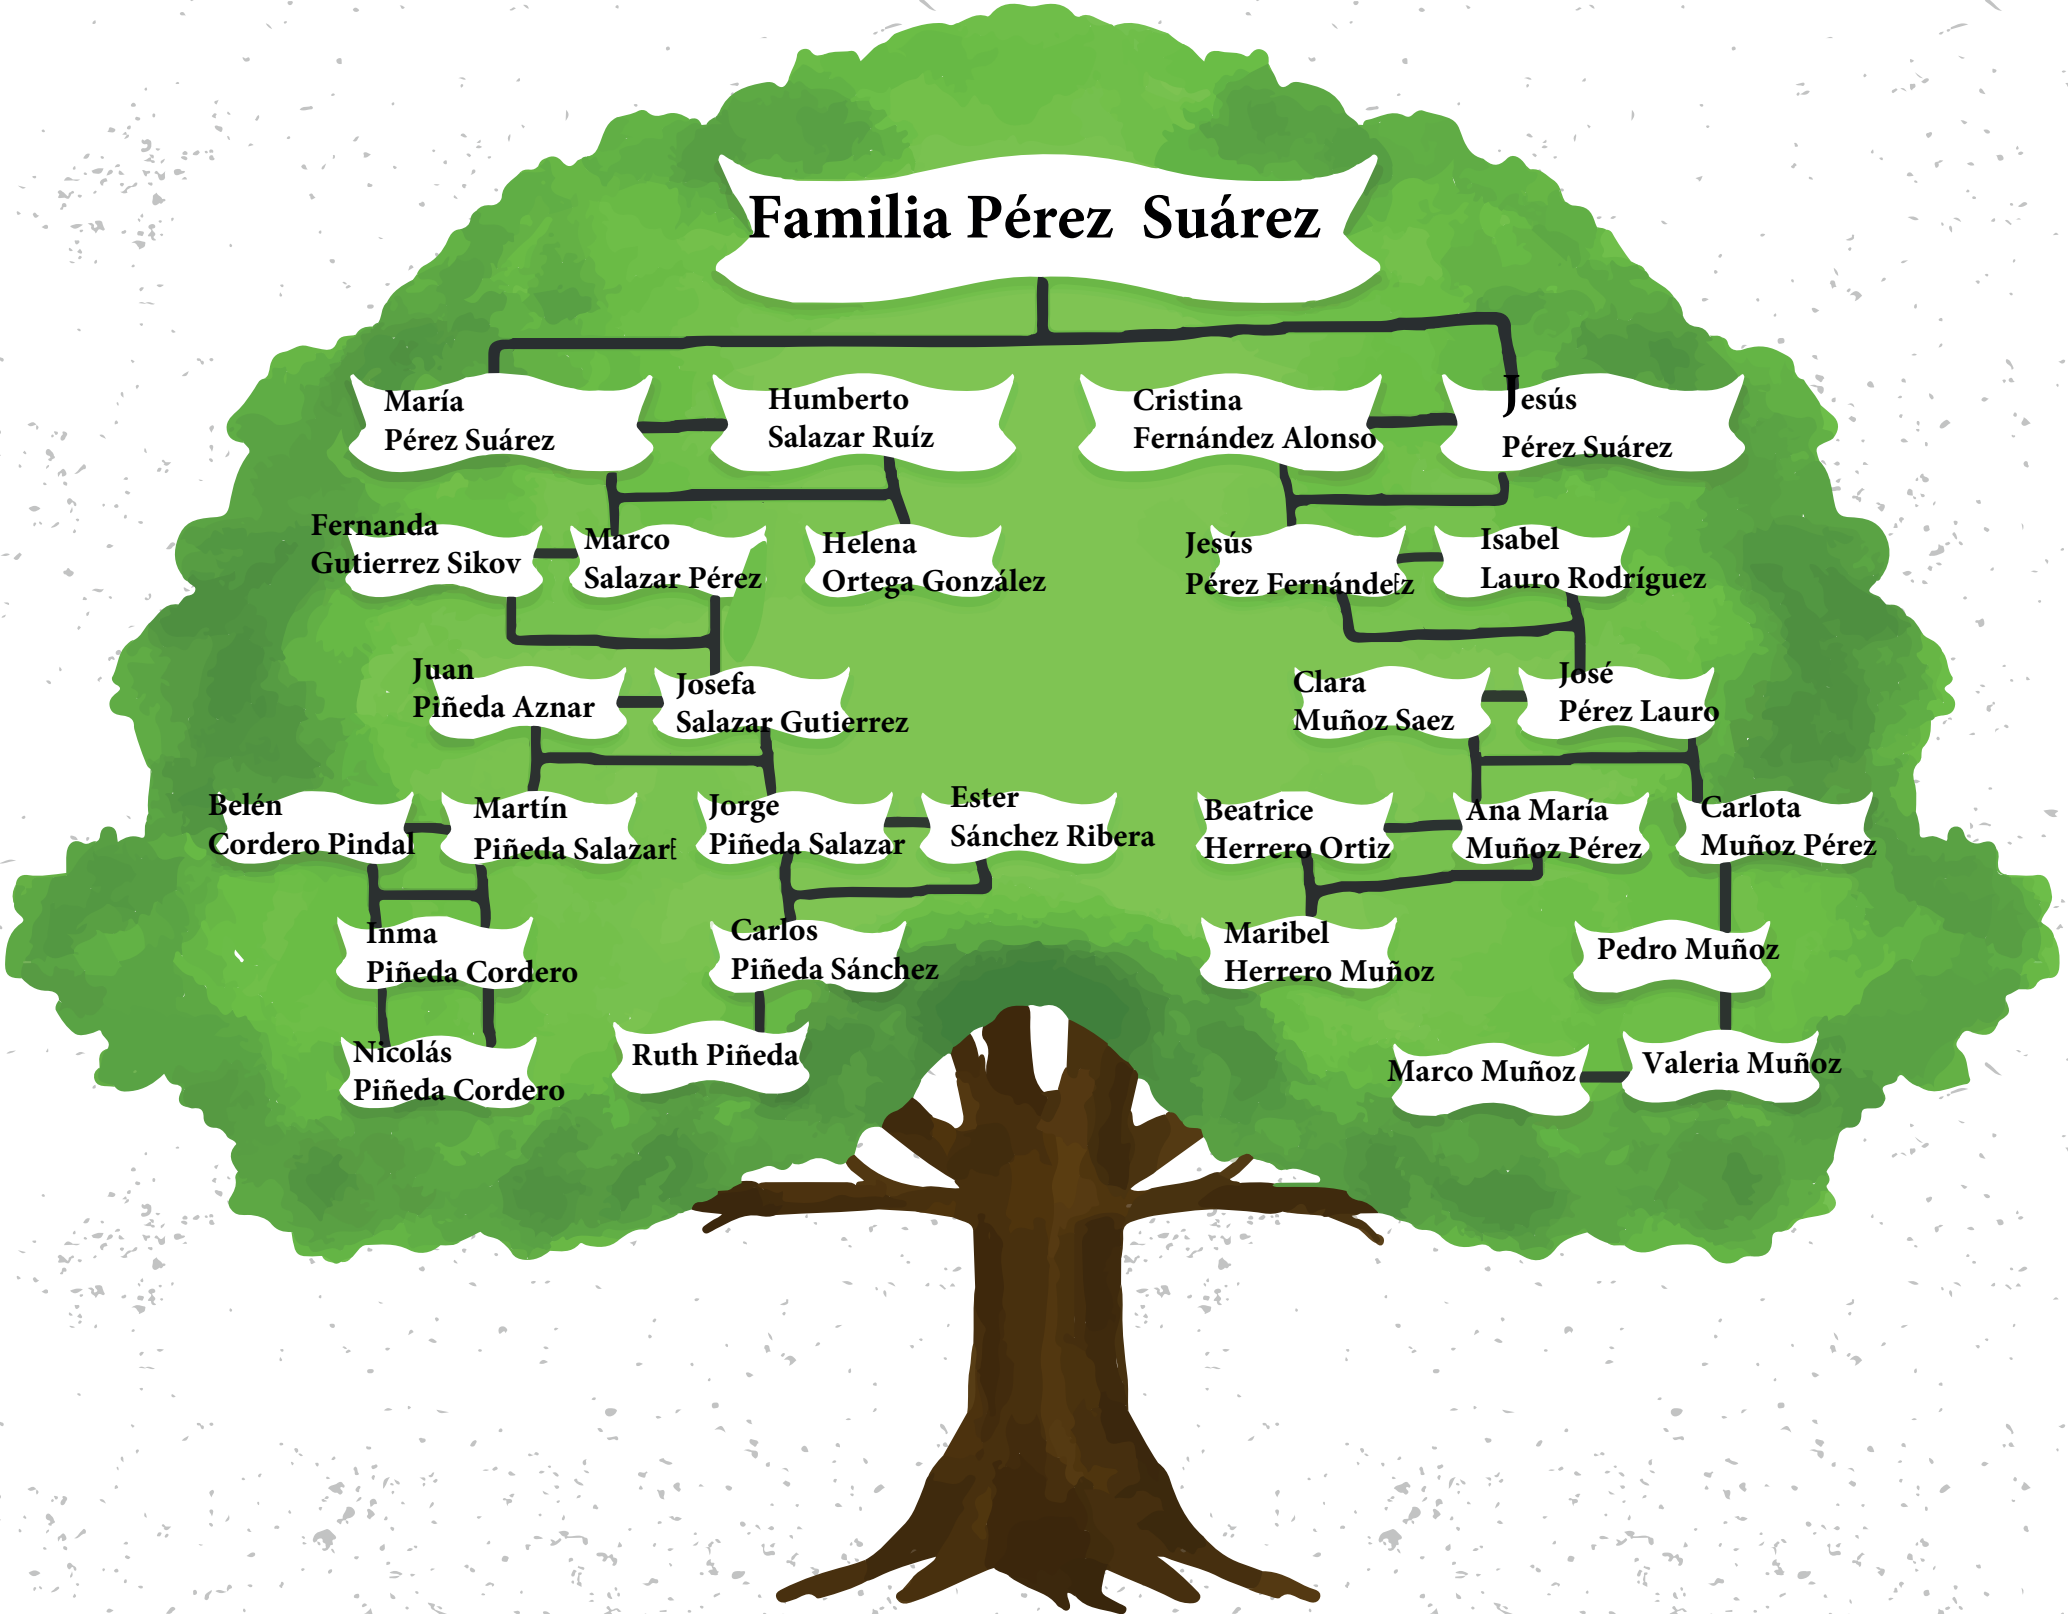 Familia Pérez Suárez
María
Pérez Suárez
Humberto
Salazar Ruíz
Cristina
Fernández Alonso
Jesús
Pérez Suárez
Fernanda
Gutierrez Sikov
Marco
Salazar Pérez
Helena
Ortega González
Jesús
Pérez Fernández
Isabel
Lauro Rodríguez
Juan
Piñeda Aznar
Josefa
Salazar Gutierrez
Clara
Muñoz Saez
José
Pérez Lauro
Belén
Cordero Pindal
Martín
Piñeda Salazar
Jorge
Piñeda Salazar
Ester
Sánchez Ribera
Beatrice
Herrero Ortiz
Ana María
Muñoz Pérez
Carlota
Muñoz Pérez
Inma
Piñeda Cordero
Carlos
Piñeda Sánchez
Maribel
Herrero Muñoz
Pedro Muñoz
Nicolás
Piñeda Cordero
Ruth Piñeda
Marco Muñoz
Valeria Muñoz